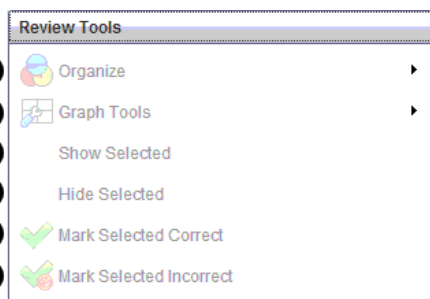 Review Tools
Organize
Graph Tools
Show Selected
Hide Selected
Mark Selected Correct
Mark Selected Incorrect